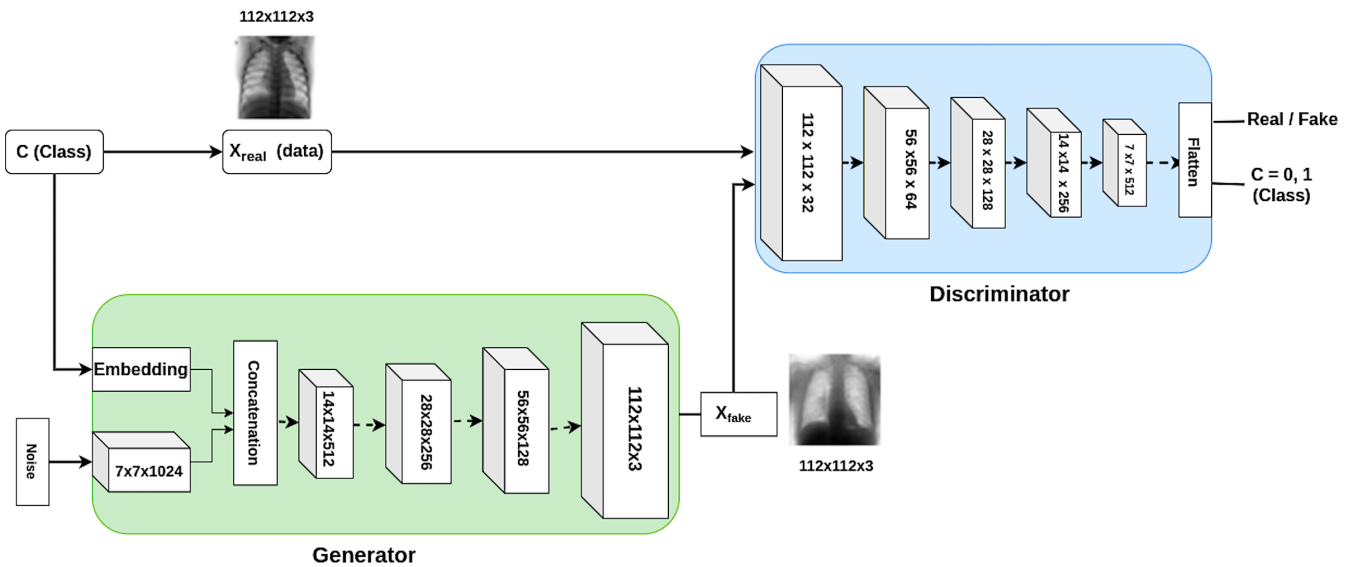 112x112x3
C (Class)
Xreal (data)
112 x 112 x 32
56 x56 x 64
28 x 28 x 128
14 x14 x 256
7 x7 x 512
Flatten
Real / Fake
C = 0, 1
(Class)
Discriminator
Embedding
Noise
7x7x1024
Concatenation
14x14x512
28x28x256
56x56x128
112x112x3
Xfake
112x112x3
Generator